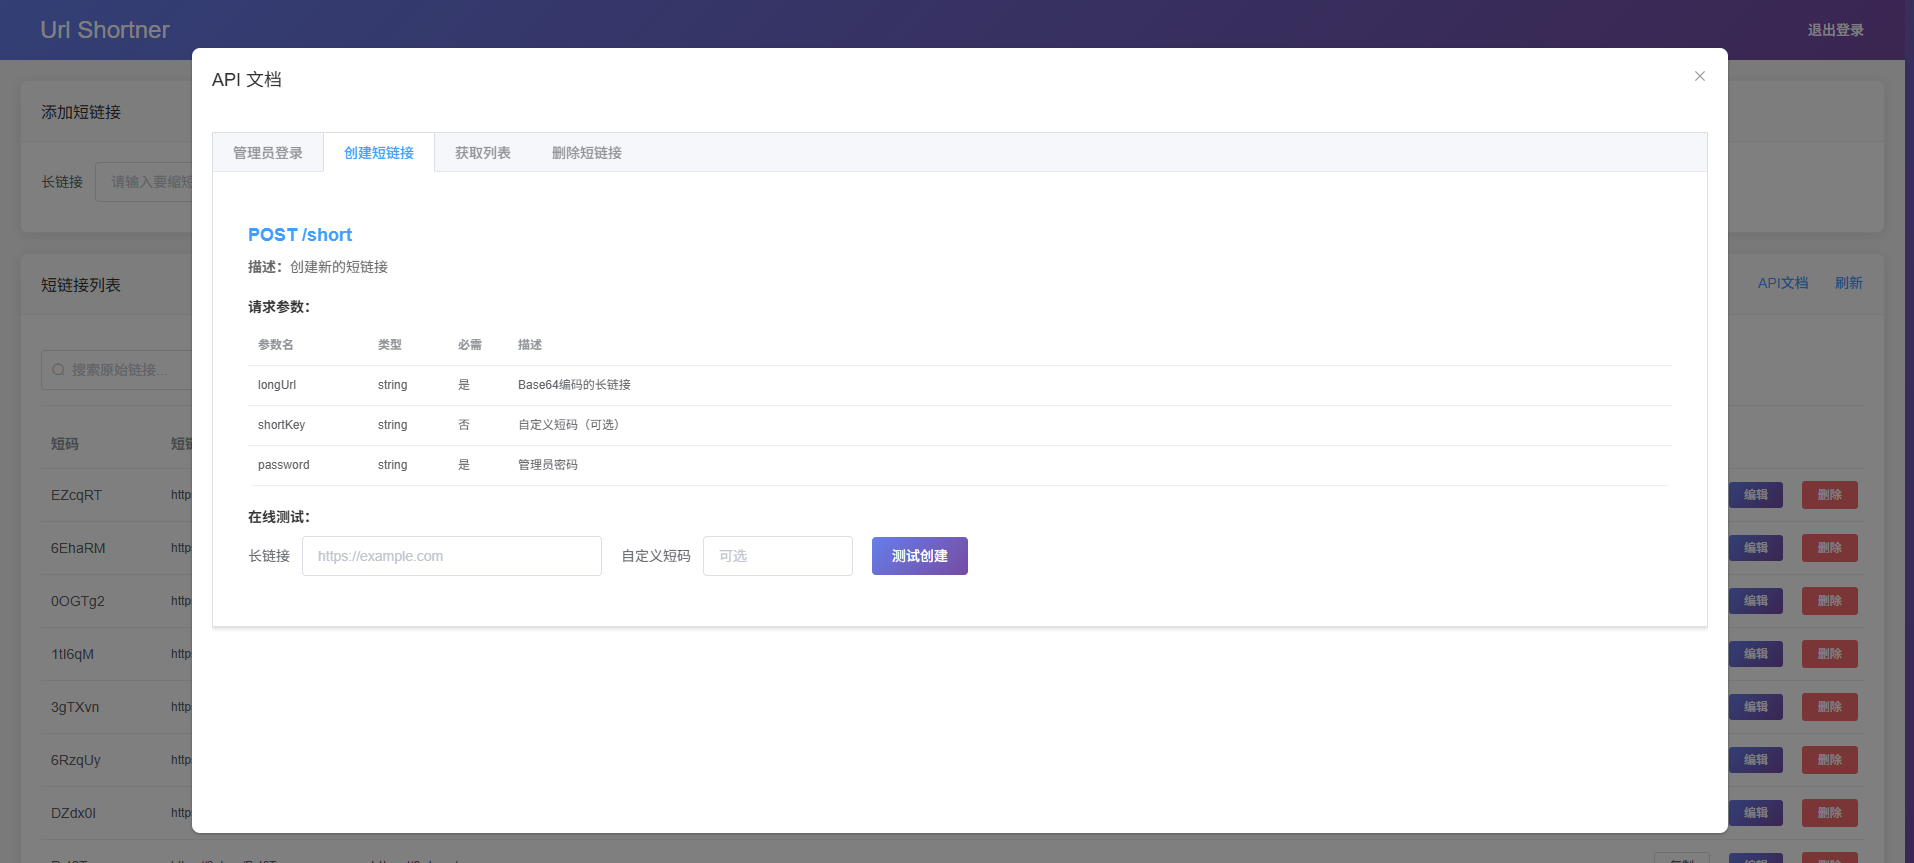 Url Shortner
退出登录
API 文档
添加短链接
管理员登录 创建短链接 获取列表 删除短链接
长链接 请输入要缩短
POST /short
描述：创建新的短链接
短链接列表
API文档 刷新
请求参数：
参数名 类型 必需 描述
搜索原始链接...
longUrl string 是 Base64编码的长链接
shortKey string 否 自定义短码（可选）
短码 短链
password string 是 管理员密码
EZcqRT http 编辑 删除
在线测试：
6EhaRM http 编辑 删除
长链接 https://example.com 自定义短码 可选 测试创建
0OGTg2 http 编辑 删除
http 编辑 删除
3gTXvn http 编辑 删除
6RzqUy http 编辑 删除
http 编辑 删除